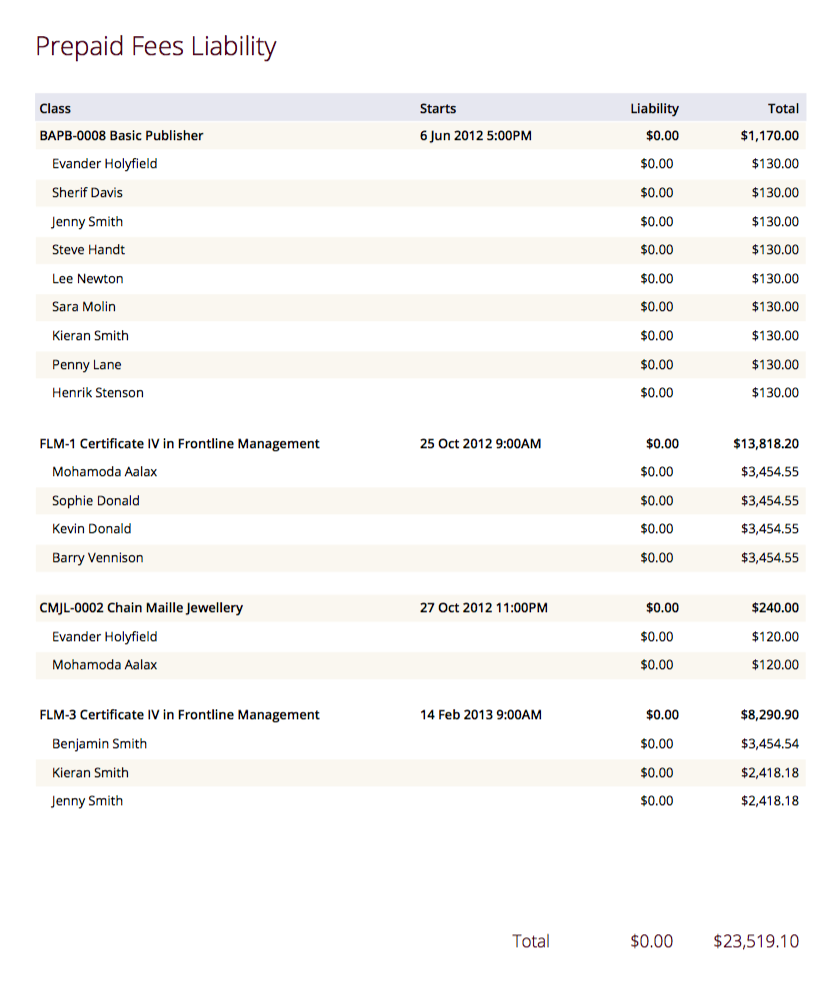 Prepaid Fees Liability
Class Starts Liability Total
BAPB-0008 Basic Publisher 6 Jun 2012 5:00PM $0.00 $1,170.00
Evander Holyfield $0.00 $130.00
Sherif Davis $0.00 $130.00
Jenny Smith $0.00 $130.00
Steve Handt $0.00 $130.00
Lee Newton $0.00 $130.00
Sara Molin $0.00 $130.00
Kieran Smith $0.00 $130.00
Penny Lane $0.00 $130.00
Henrik Stenson $0.00 $130.00
FLM-1 Certificate IV in Frontline Management 25 Oct 2012 9:00AM $0.00 $13,818.20
Mohamoda Aalax $0.00 $3,454.55
Sophie Donald $0.00 $3,454.55
Kevin Donald $0.00 $3,454.55
Barry Vennison $0.00 $3,454.55
CMJL-0002 Chain Maille Jewellery 27 Oct 2012 11:00PM $0.00 $240.00
Evander Holyfield $0.00 $120.00
Mohamoda Aalax $0.00 $120.00
FLM-3 Certificate IV in Frontline Management 14 Feb 2013 9:00AM $0.00 $8,290.90
Benjamin Smith $0.00 $3,454.54
Kieran Smith $0.00 $2,418.18
Jenny Smith $0.00 $2,418.18
Total $0.00 $23,519.10